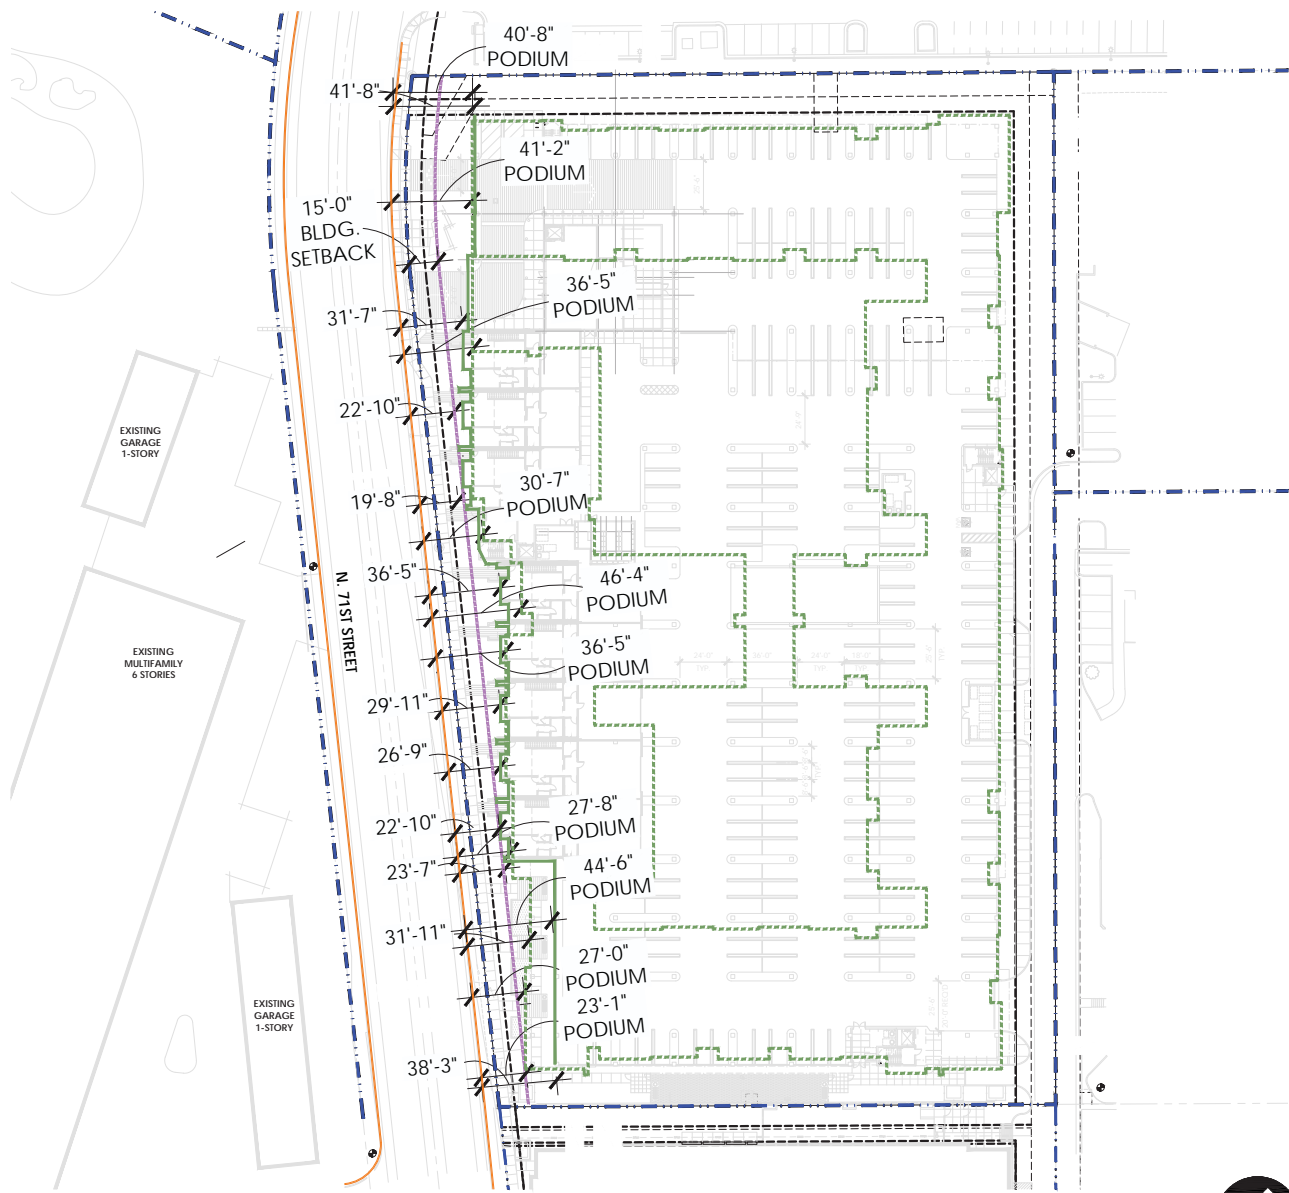 40'-8"
PODIUM
41'-8"
41'-2"
PODIUM
15'-0"
BLDG.
SETBACK
36'-5"
PODIUM
31'-7"
22'-10"
EXISTING
GARAGE
1-STORY
30'-7"
PODIUM
19'-8"
36'-5"
46'-4"
PODIUM
N. 71ST STREET
36'-5"
PODIUM
EXISTING
MULTIFAMILY
6 STORIES
29'-11"
26'-9"
27'-8"
PODIUM
22'-10"
23'-7"
44'-6"
PODIUM
31'-11"
27'-0"
PODIUM
23'-1"
PODIUM
EXISTING
GARAGE
1-STORY
38'-3"